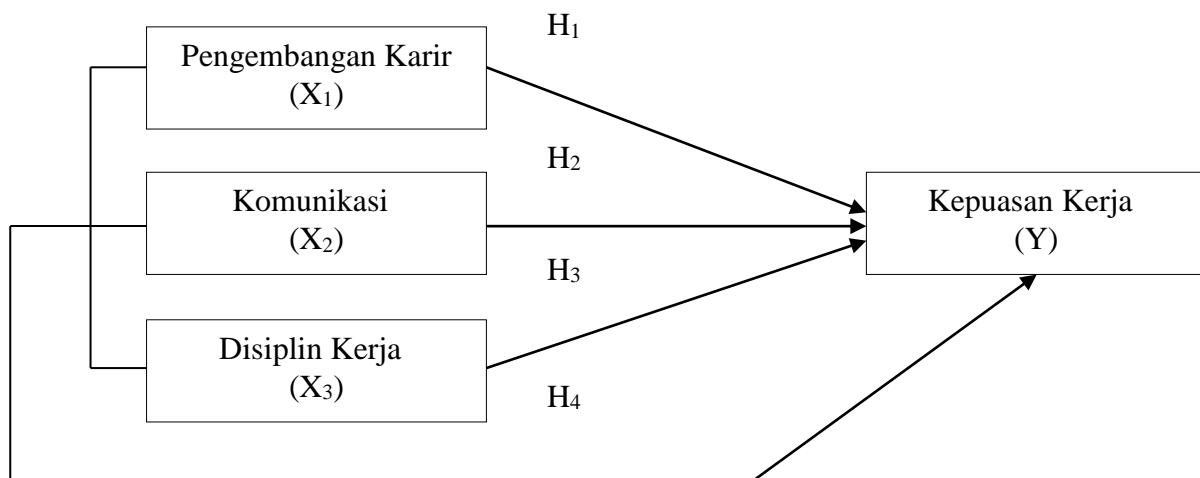 H₁
Pengembangan Karir
(X₁)
H₂
Komunikasi
(X₂)
Kepuasan Kerja
(Y)
H₃
Disiplin Kerja
(X₃)
H₄